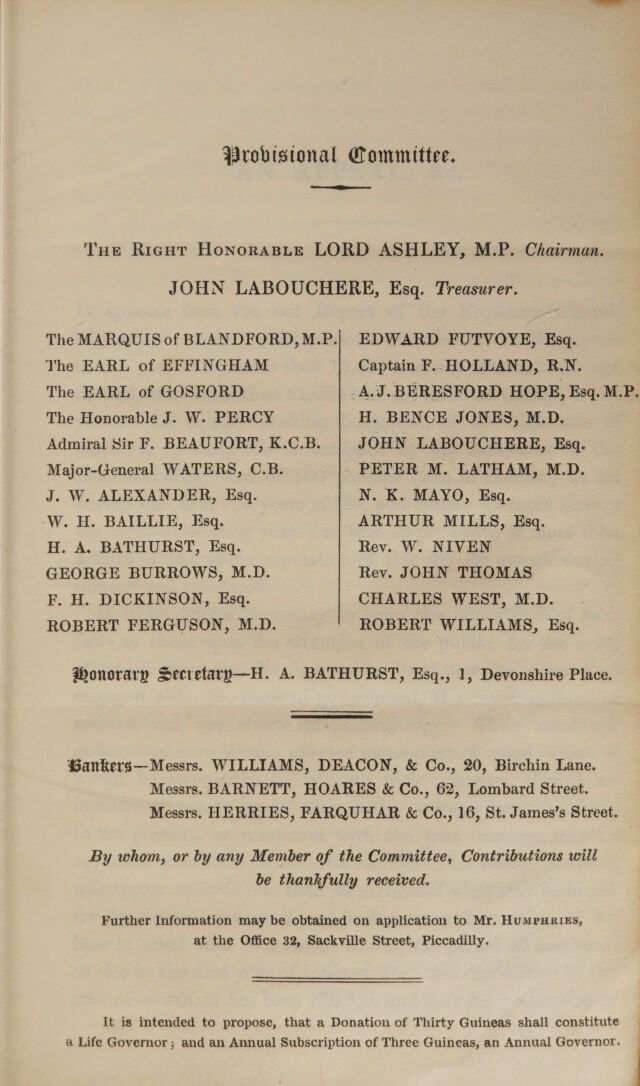 Provisional Committee.
The Right Honorable LORD ASHLEY, M.P. Chairman.
JOHN LABOUCHERE, Esq. Treasurer.
The MARQUIS of BLANDFORD, M.P.
The EARL of EFFINGHAM
The EARL of GOSFORD
The Honorable J. W. PERCY
Admiral Sir F. BEAUFORT, K.C.B.
Major-General WATERS, C.B.
J. W. ALEXANDER, Esq.
W. H. BAILLIE, Esq.
H. A. BATHURST, Esq.
GEORGE BURROWS, M.D.
F. H. DICKINSON, Esq.
ROBERT FERGUSON, M.D.
EDWARD FUTVOYE, Esq.
Captain F. HOLLAND, R.N.
A. J. BERESFORD HOPE, Esq. M.P.
H. BENCE JONES, M.D.
JOHN LABOUCHERE, Esq.
PETER M. LATHAM, M.D.
N. K. MAYO, Esq.
ARTHUR MILLS, Esq.
Rev. W. NIVEN
Rev. JOHN THOMAS
CHARLES WEST, M.D.
ROBERT WILLIAMS, Esq.
Honorary Secretary—H. A. BATHURST, Esq., 1, Devonshire Place.
Bankers—Messrs. WILLIAMS, DEACON, & Co., 20, Birchin Lane.
Messrs. BARNETT, HOARES & Co., 62, Lombard Street.
Messrs. HERRIES, FARQUHAR & Co., 16, St. James's Street.
By whom, or by any Member of the Committee, Contributions will
be thankfully received.
Further Information may be obtained on application to Mr. Humphries,
at the Office 32, Sackville Street, Piccadilly.
It is intended to propose, that a Donation of Thirty Guineas shall constitute
a Life Governor; and an Annual Subscription of Three Guineas, an Annual Governor.